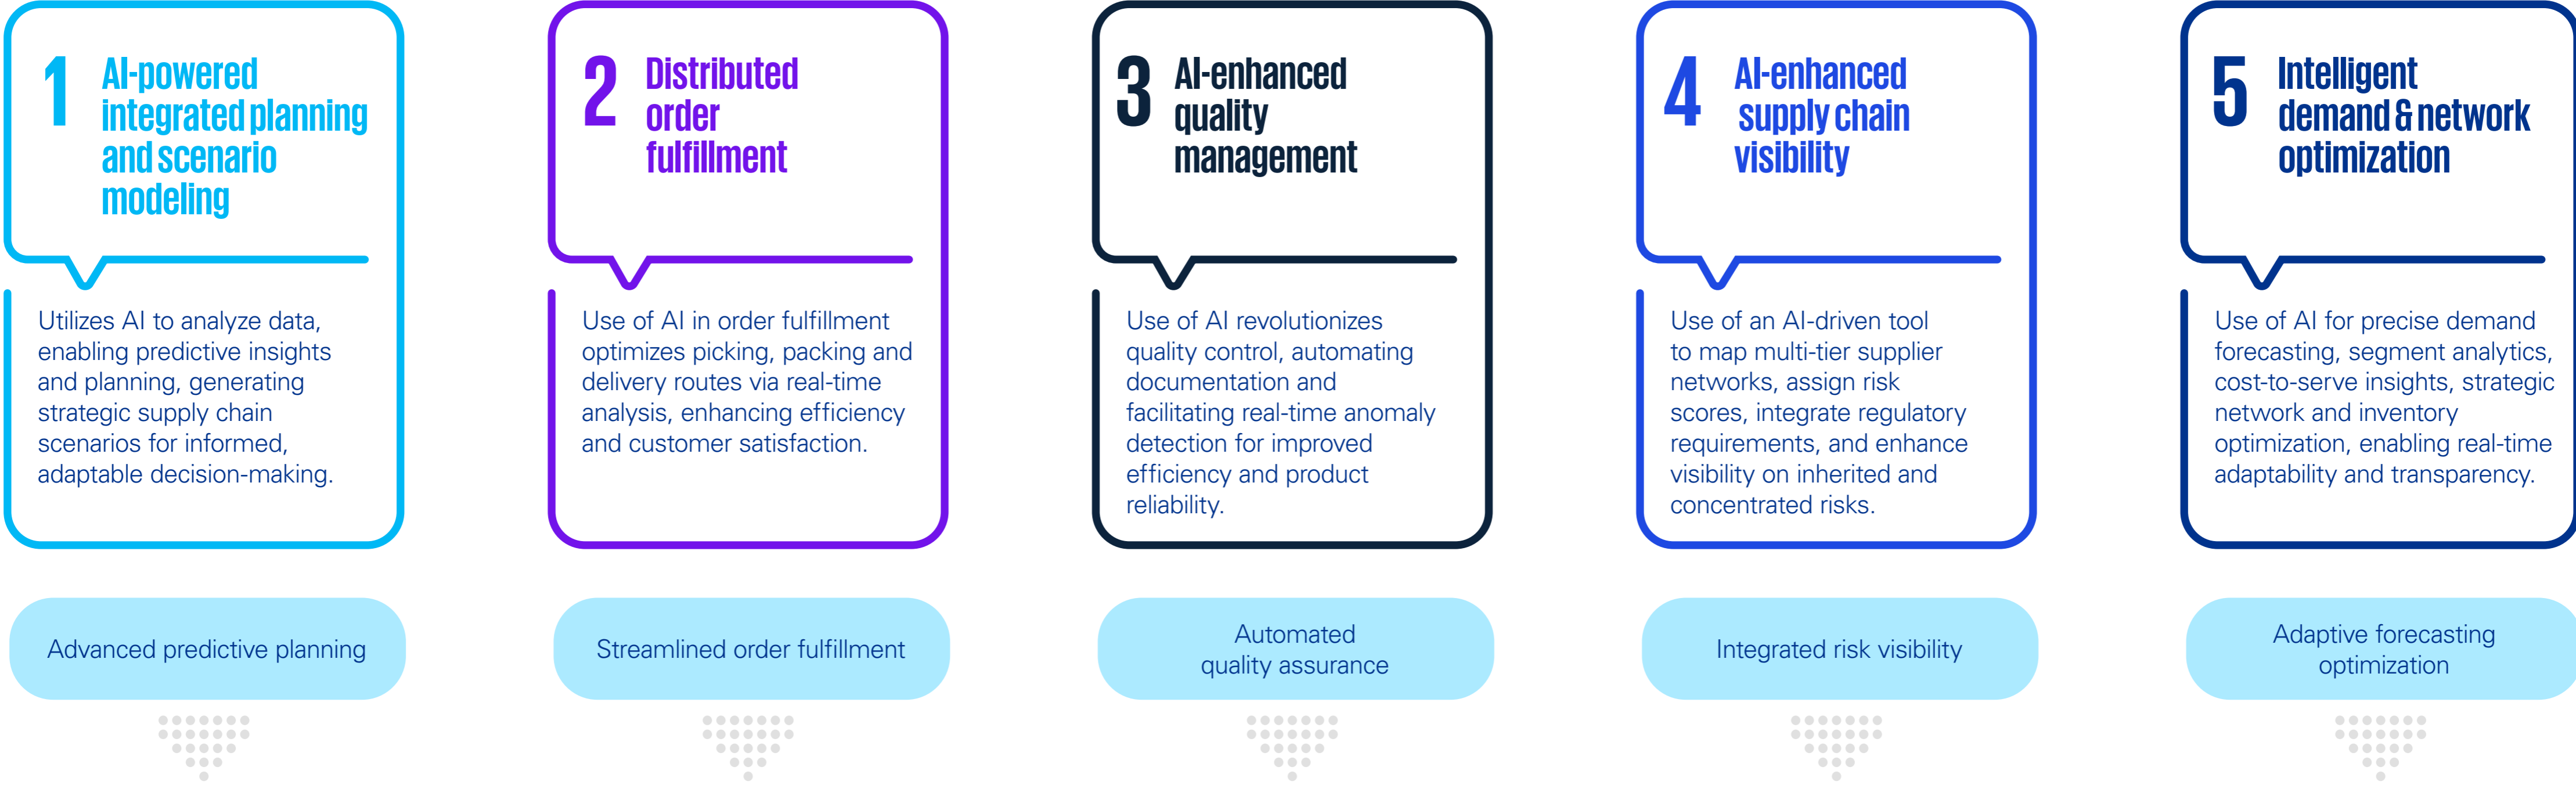 1
AI-powered
integrated planning
and scenario
modeling
Utilizes AI to analyze data,
enabling predictive insights
and planning, generating
strategic supply chain
scenarios for informed,
adaptable decision-making.
Advanced predictive planning
2
Distributed
order
fulfillment
Use of AI in order fulfillment
optimizes picking, packing and
delivery routes via real-time
analysis, enhancing efficiency
and customer satisfaction.
Streamlined order fulfillment
3
AI-enhanced
quality
management
Use of AI revolutionizes
quality control, automating
documentation and
facilitating real-time anomaly
detection for improved
efficiency and product
reliability.
Automated
quality assurance
4
AI-enhanced
supply chain
visibility
Use of an AI-driven tool
to map multi-tier supplier
networks, assign risk
scores, integrate regulatory
requirements, and enhance
visibility on inherited and
concentrated risks.
Integrated risk visibility
5
Intelligent
demand & network
optimization
Use of AI for precise demand
forecasting, segment analytics,
cost-to-serve insights, strategic
network and inventory
optimization, enabling real-time
adaptability and transparency.
Adaptive forecasting
optimization